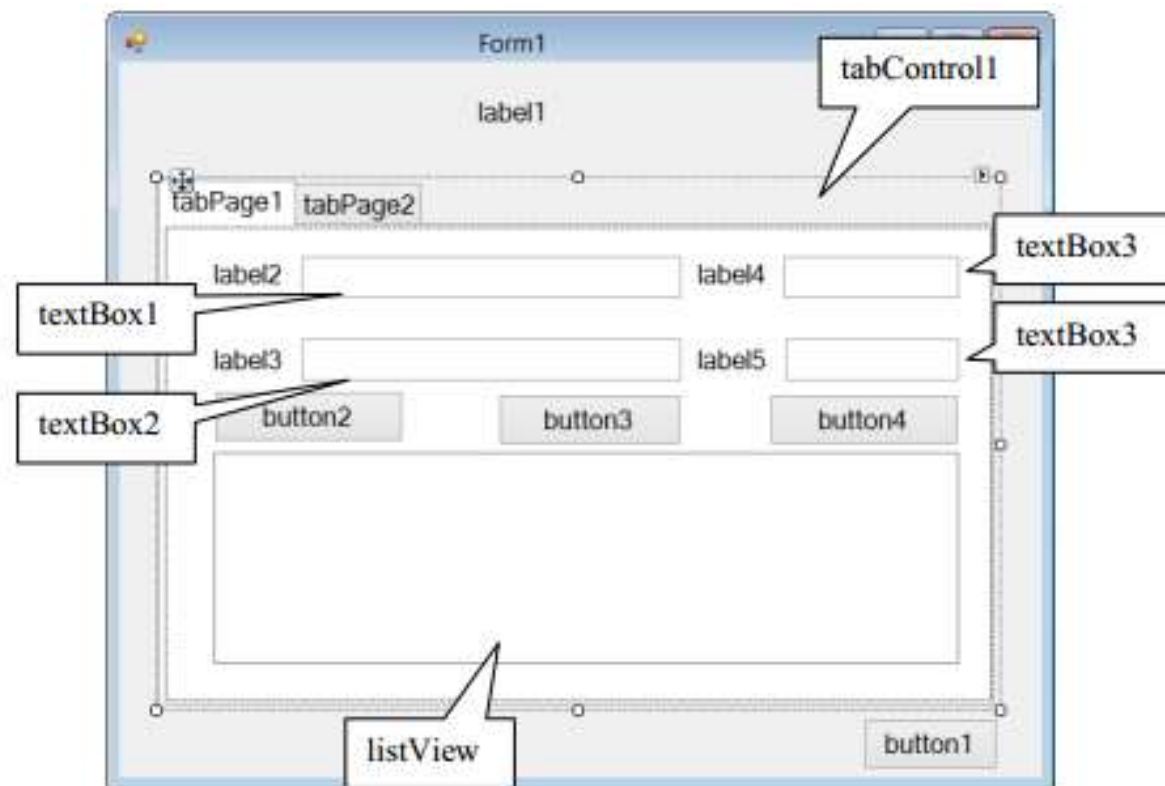 Form1
tabControl1
label1
tabPage1 tabPage2
label2
label4
textBox3
textBox1
label3
label5
textBox3
textBox2
button2
button3
button4
listView
button1